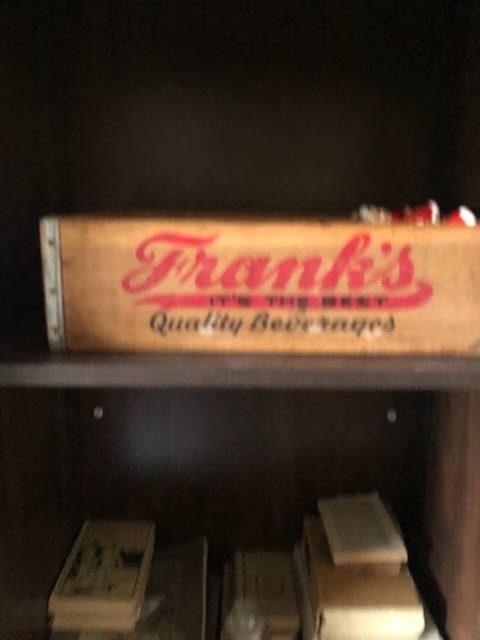 Frank's
IT'S THE BEST
Quality Beverages